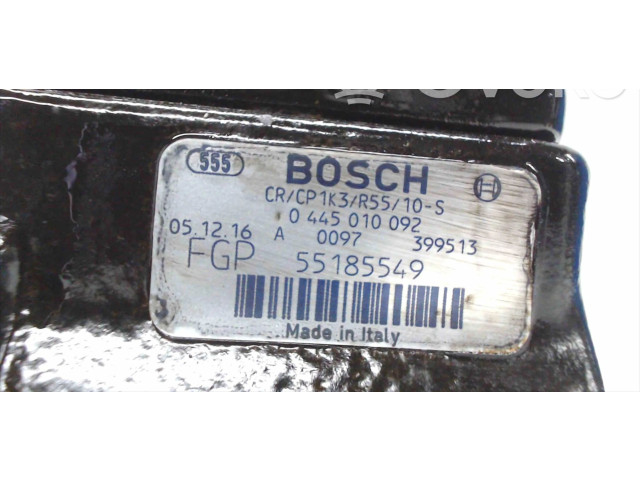 555 BOSCH
CR/CP1K3/R55/10-S
0 445 010 092
05.12.16 A 0097 399513
FGP 55185549
Made in Italy